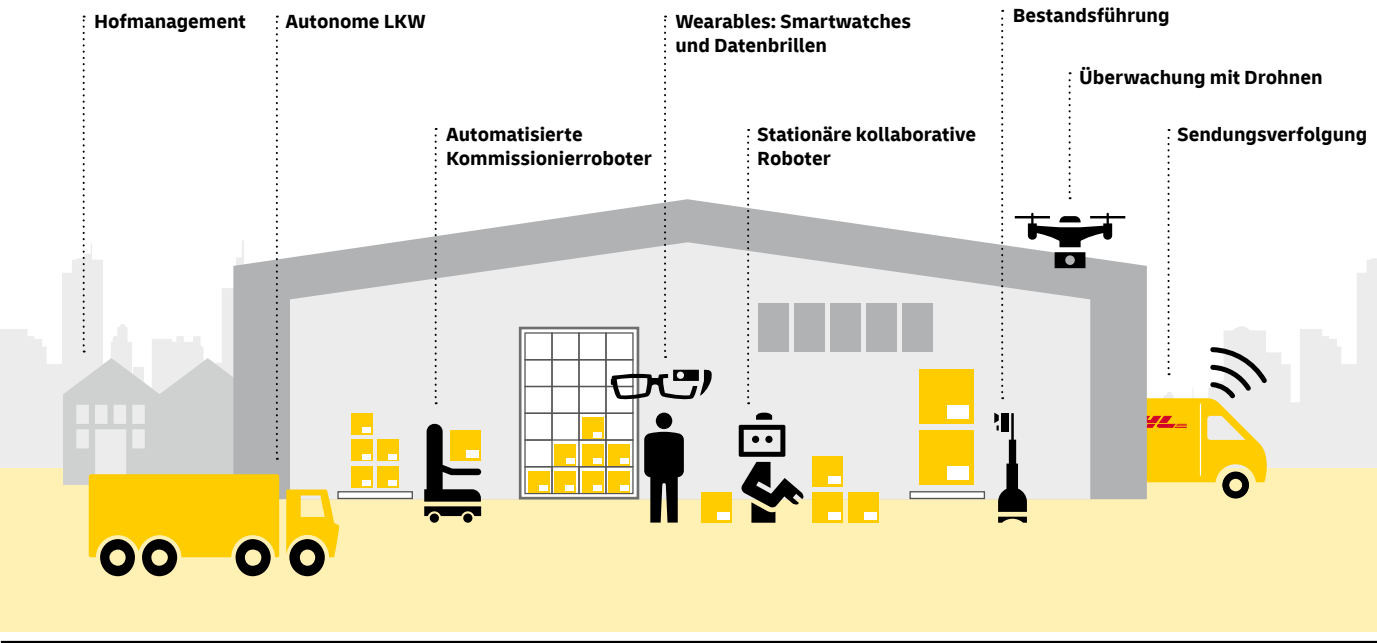 Hofmanagement
Autonome LKW
Wearables: Smartwatches
und Datenbrillen
Bestandsführung
Überwachung mit Drohnen
Automatisierte
Kommissionierroboter
Stationäre kollaborative
Roboter
Sendungsverfolgung